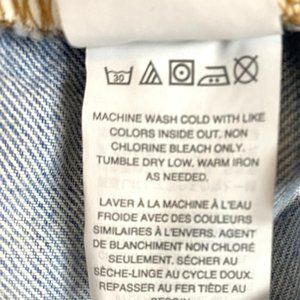 30
MACHINE WASH COLD WITH LIKE
COLORS INSIDE OUT. NON
CHLORINE BLEACH ONLY.
TUMBLE DRY LOW. WARM IRON
AS NEEDED.
LAVER À LA MACHINE À L'EAU
FROIDE AVEC DES COULEURS
SIMILAIRES À L'ENVERS. AGENT
DE BLANCHIMENT NON CHLORÉ
SEULEMENT. SÉCHER AU
SÈCHE-LINGE AU CYCLE DOUX.
REPASSER AU FER TIÈDE AU